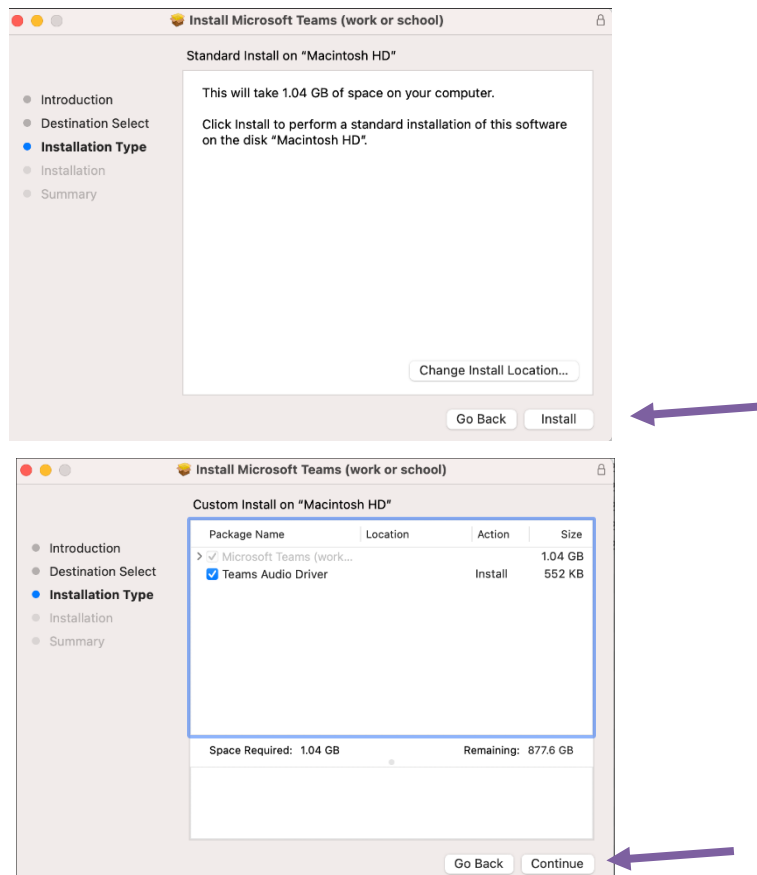 Install Microsoft Teams (work or school)
Standard Install on “Macintosh HD”
Introduction
Destination Select
Installation Type
Installation
Summary
This will take 1.04 GB of space on your computer.
Click Install to perform a standard installation of this software
on the disk “Macintosh HD”.
Change Install Location...
Go Back Install
Install Microsoft Teams (work or school)
Custom Install on “Macintosh HD”
Introduction
Destination Select
Installation Type
Installation
Summary
Package Name Location Action Size
Microsoft Teams (work... 1.04 GB
Teams Audio Driver Install 552 KB
Space Required: 1.04 GB Remaining: 877.6 GB
Go Back Continue